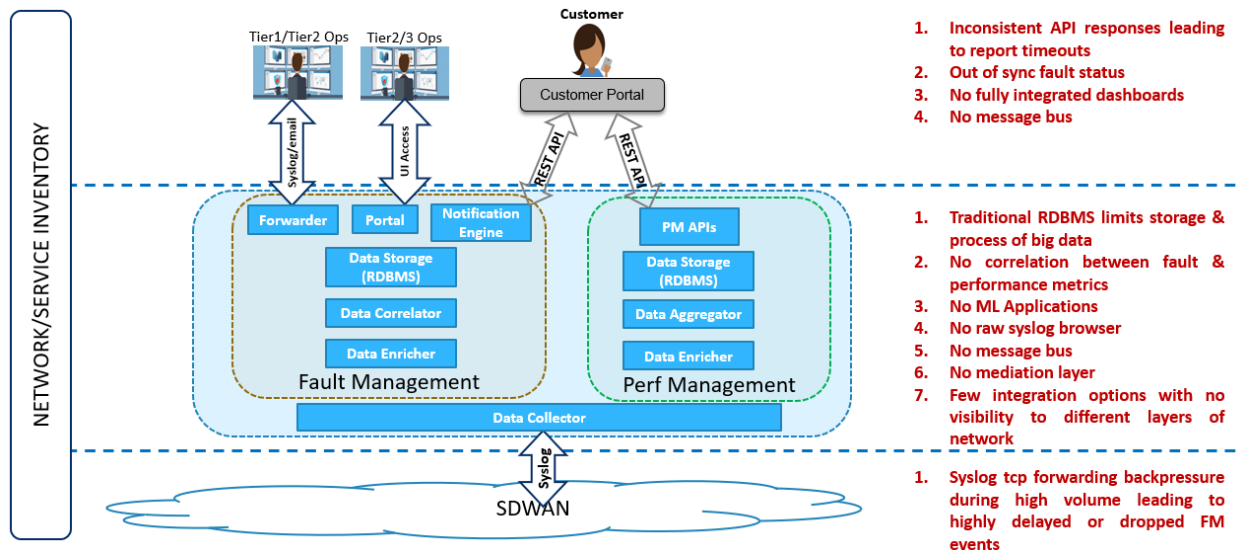 NETWORK/SERVICE INVENTORY
Customer
Tier1/Tier2 Ops
Tier2/3 Ops
Customer Portal
Syslog/email
UI Access
REST API
REST API
Forwarder
Portal
Notification
Engine
Data Storage
(RDBMS)
Data Correlator
Data Enricher
Fault Management
PM APIs
Data Storage
(RDBMS)
Data Aggregator
Data Enricher
Perf Management
Data Collector
Syslog
SDWAN
1. Inconsistent API responses leading
to report timeouts
2. Out of sync fault status
3. No fully integrated dashboards
4. No message bus
1. Traditional RDBMS limits storage &
process of big data
2. No correlation between fault &
performance metrics
3. No ML Applications
4. No raw syslog browser
5. No message bus
6. No mediation layer
7. Few integration options with no
visibility to different layers of
network
1. Syslog tcp forwarding backpressure
during high volume leading to
highly delayed or dropped FM
events